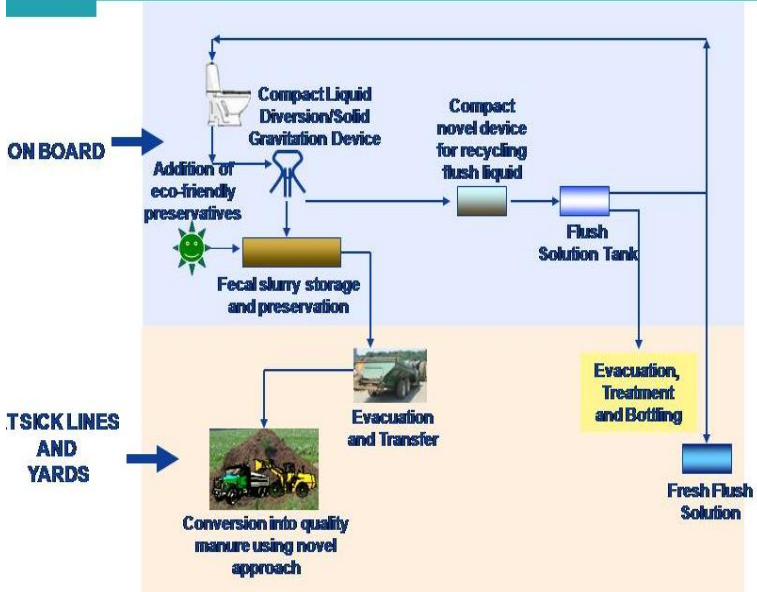 Compact Liquid
Diversion/Solid
Gravitation Device
Compact
novel device
for recycling
flush liquid
ON BOARD
Addition of
eco-friendly
preservatives
Flush
Solution Tank
Fecal slurry storage
and preservation
Evacuation,
Treatment
and Bottling
Evacuation
and Transfer
T SICK LINES
AND
YARDS
Fresh Flush
Solution
Conversion into quality
manure using novel
approach